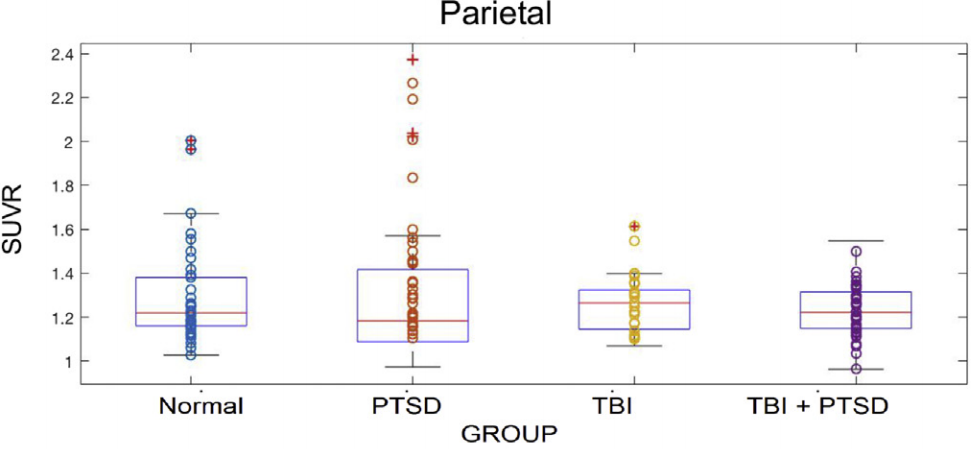 Parietal
SUVR
2.4
2.2
2
1.8
1.6
1.4
1.2
1
Normal PTSD TBI TBI + PTSD
GROUP